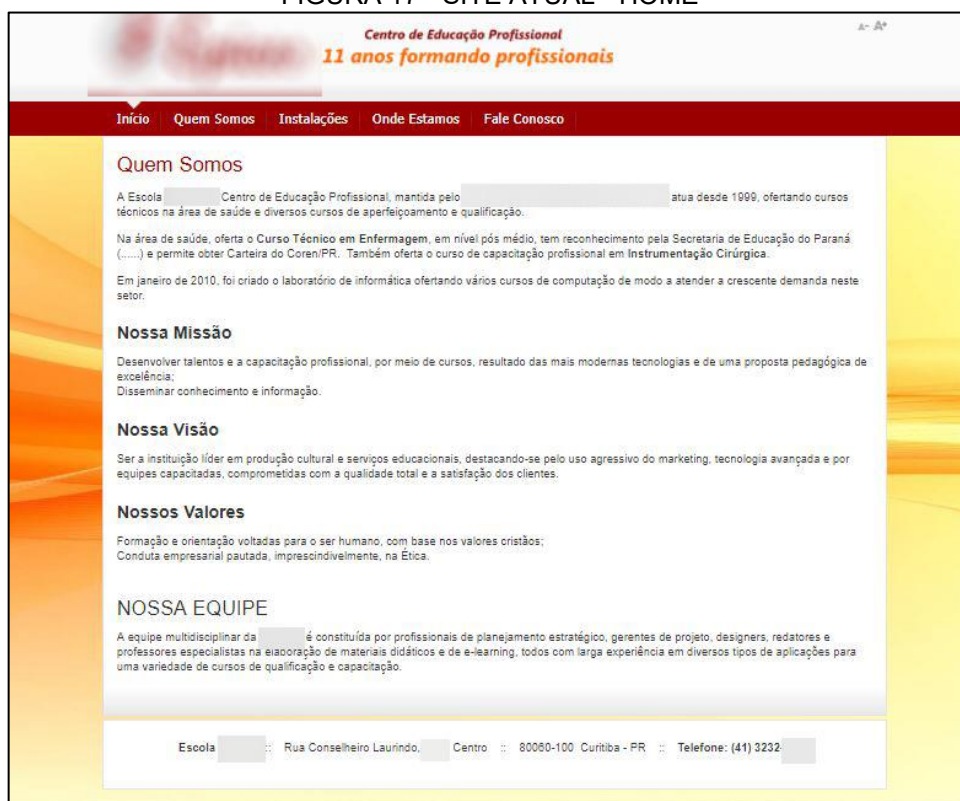 FIGURA 17 - SITE ATUAL - HOME
Centro de Educação Profissional
11 anos formando profissionais
A- A+
Início Quem Somos Instalações Onde Estamos Fale Conosco
Quem Somos
A Escola Centro de Educação Profissional, mantida pelo atua desde 1999, ofertando cursos
técnicos na área de saúde e diversos cursos de aperfeiçoamento e qualificação.
Na área de saúde, oferta o Curso Técnico em Enfermagem, em nível pós médio, tem reconhecimento pela Secretaria de Educação do Paraná
(......) e permite obter Carteira do Coren/PR. Também oferta o curso de capacitação profissional em Instrumentação Cirúrgica.
Em janeiro de 2010, foi criado o laboratório de informática ofertando vários cursos de computação de modo a atender a crescente demanda neste
setor.
Nossa Missão
Desenvolver talentos e a capacitação profissional, por meio de cursos, resultado das mais modernas tecnologias e de uma proposta pedagógica de
excelência;
Disseminar conhecimento e informação.
Nossa Visão
Ser a instituição líder em produção cultural e serviços educacionais, destacando-se pelo uso agressivo do marketing, tecnologia avançada e por
equipes capacitadas, comprometidas com a qualidade total e a satisfação dos clientes.
Nossos Valores
Formação e orientação voltadas para o ser humano, com base nos valores cristãos;
Conduta empresarial pautada, imprescindivelmente, na Ética.
NOSSA EQUIPE
A equipe multidisciplinar da é constituída por profissionais de planejamento estratégico, gerentes de projeto, designers, redatores e
professores especialistas na elaboração de materiais didáticos e de e-learning, todos com larga experiência em diversos tipos de aplicações para
uma variedade de cursos de qualificação e capacitação.
Escola :: Rua Conselheiro Laurindo, Centro :: 80060-100 Curitiba - PR :: Telefone: (41) 3232-